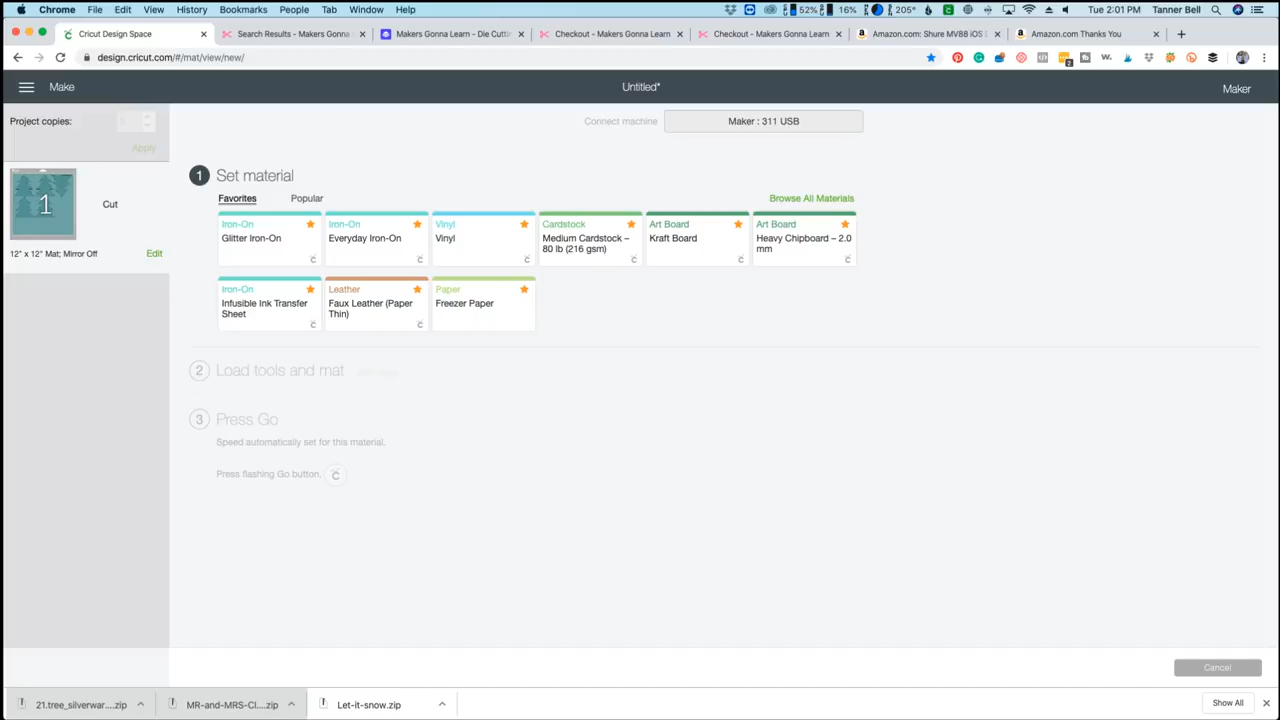 Chrome File Edit View History Bookmarks People Tab Window Help 52% 16% 205° Tue 2:01 PM Tanner Bell
Cricut Design Space Search Results - Makers Gonna Makers Gonna Learn - Die Cuttin Checkout - Makers Gonna Learn Checkout - Makers Gonna Learn Amazon.com: Shure MV88 iOS Amazon.com Thanks You
design.cricut.com/#/mat/view/new/
Make Untitled* Maker
Project copies:
Apply
Connect machine Maker : 311 USB
1 Set material
Favorites Popular Browse All Materials
Iron-On Iron-On Vinyl Cardstock Art Board Art Board
Glitter Iron-On Everyday Iron-On Vinyl Medium Cardstock – Kraft Board Heavy Chipboard – 2.0
80 lb (216 gsm) mm
1 Cut
12" x 12" Mat; Mirror Off Edit
Iron-On Leather Paper
Infusible Ink Transfer Faux Leather (Paper Freezer Paper
Sheet Thin)
2 Load tools and mat
3 Press Go
Speed automatically set for this material.
Press flashing Go button.
Cancel
21.tree_silverwar....zip MR-and-MRS-Cl....zip Let-it-snow.zip Show All